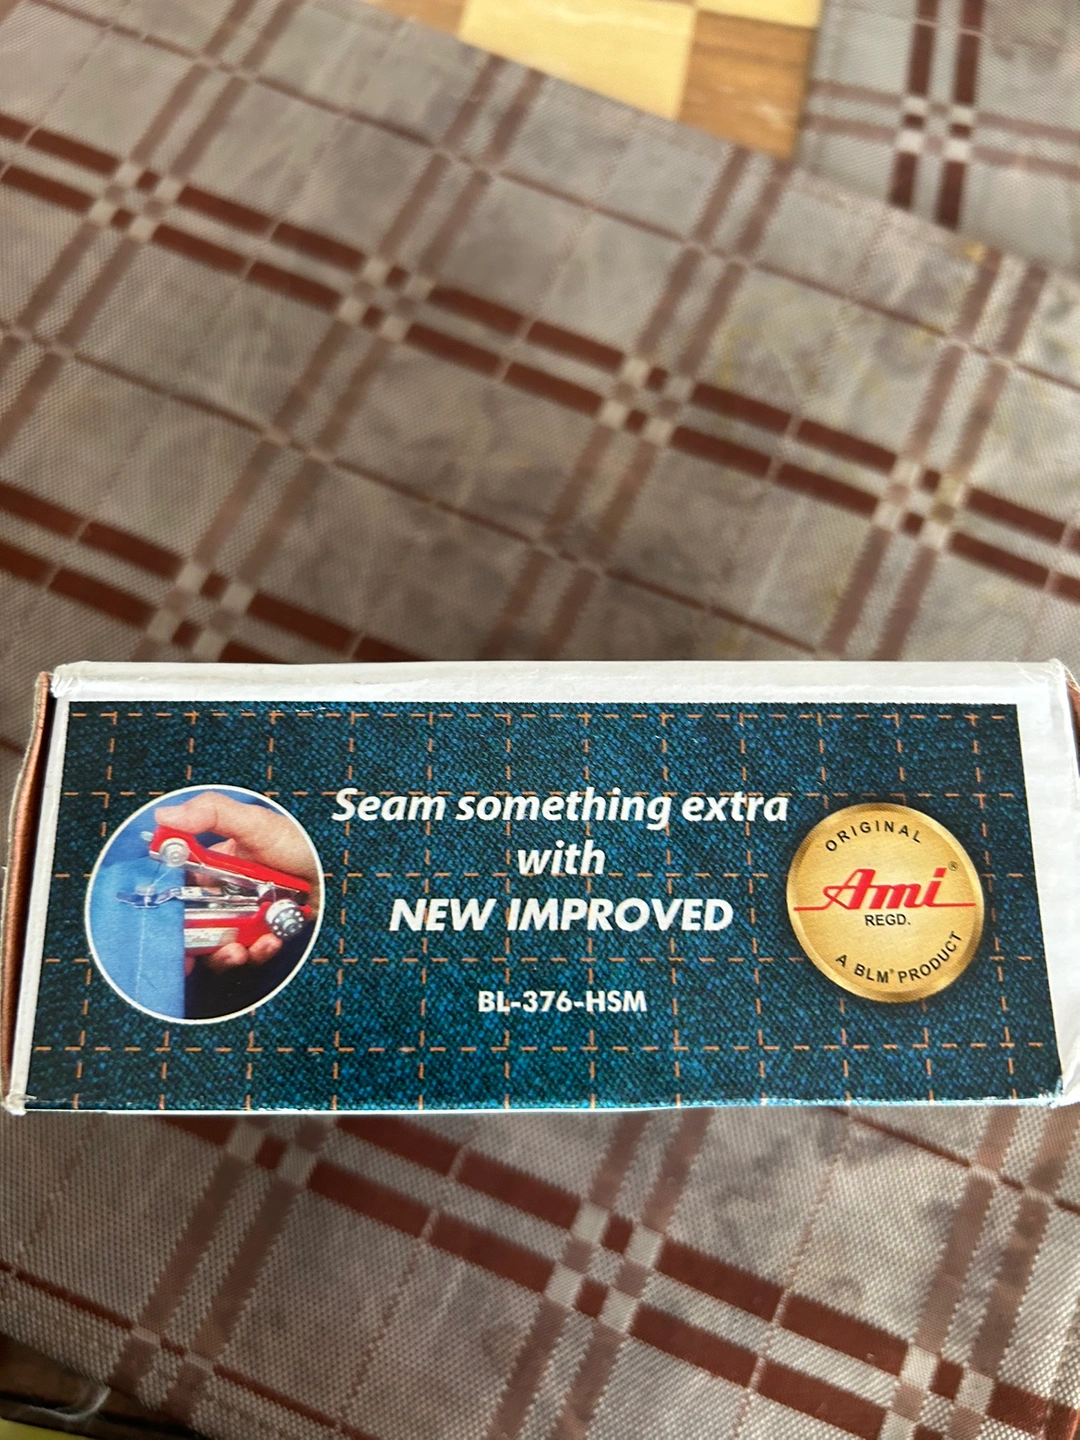 Seam something extra
with
NEW IMPROVED
BL-376-HSM
ORIGINAL
Ami®
REGD.
A BLM® PRODUCT